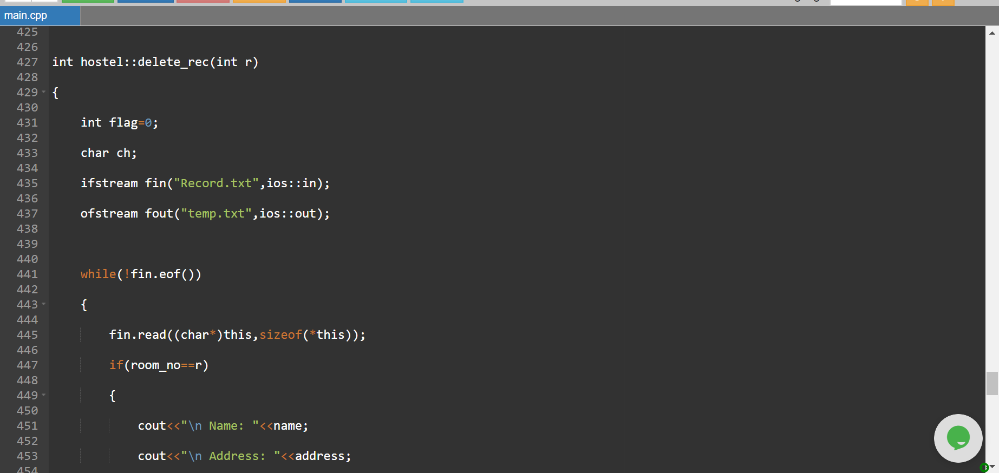 main.cpp
425
426
427 int hostel::delete_rec(int r)
428
429 {
430
431 int flag=0;
432
433 char ch;
434
435 ifstream fin("Record.txt",ios::in);
436
437 ofstream fout("temp.txt",ios::out);
438
439
440
441 while(!fin.eof())
442
443 {
444
445 fin.read((char*)this,sizeof(*this));
446
447 if(room_no==r)
448
449 {
450
451 cout<<"\n Name: "<<name;
452
453 cout<<"\n Address: "<<address;
454